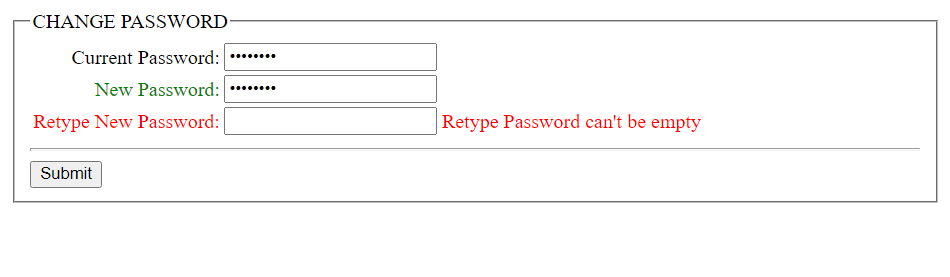 CHANGE PASSWORD
Current Password: ••••••••
New Password: ••••••••
Retype New Password: Retype Password can't be empty
Submit